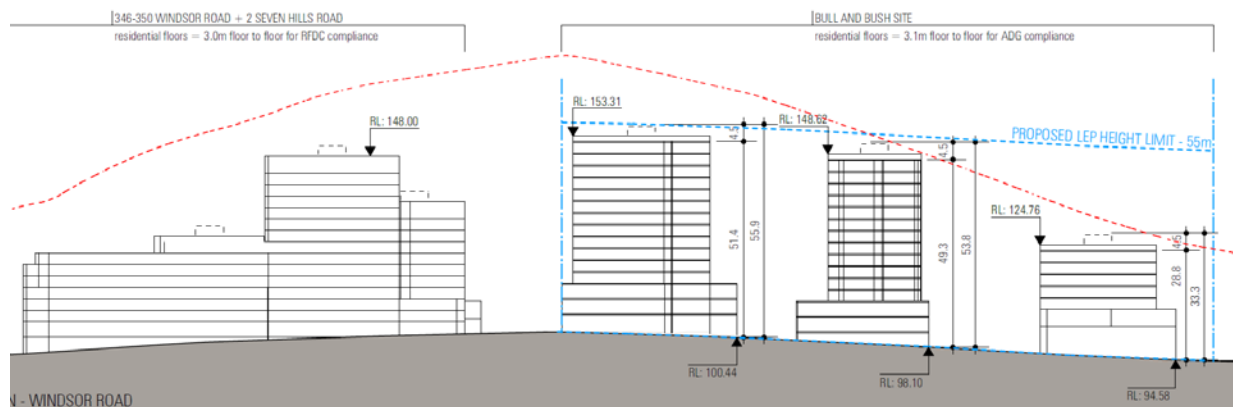 346-350 WINDSOR ROAD + 2 SEVEN HILLS ROAD
residential floors = 3.0m floor to floor for RFDC compliance
BULL AND BUSH SITE
residential floors = 3.1m floor to floor for ADG compliance
RL: 148.00
RL: 153.31
4.5
51.4
55.9
RL: 148.62
4.5
49.3
53.8
PROPOSED LEP HEIGHT LIMIT - 55m
RL: 124.76
4.5
28.8
33.3
RL: 100.44
RL: 98.10
RL: 94.58
N - WINDSOR ROAD